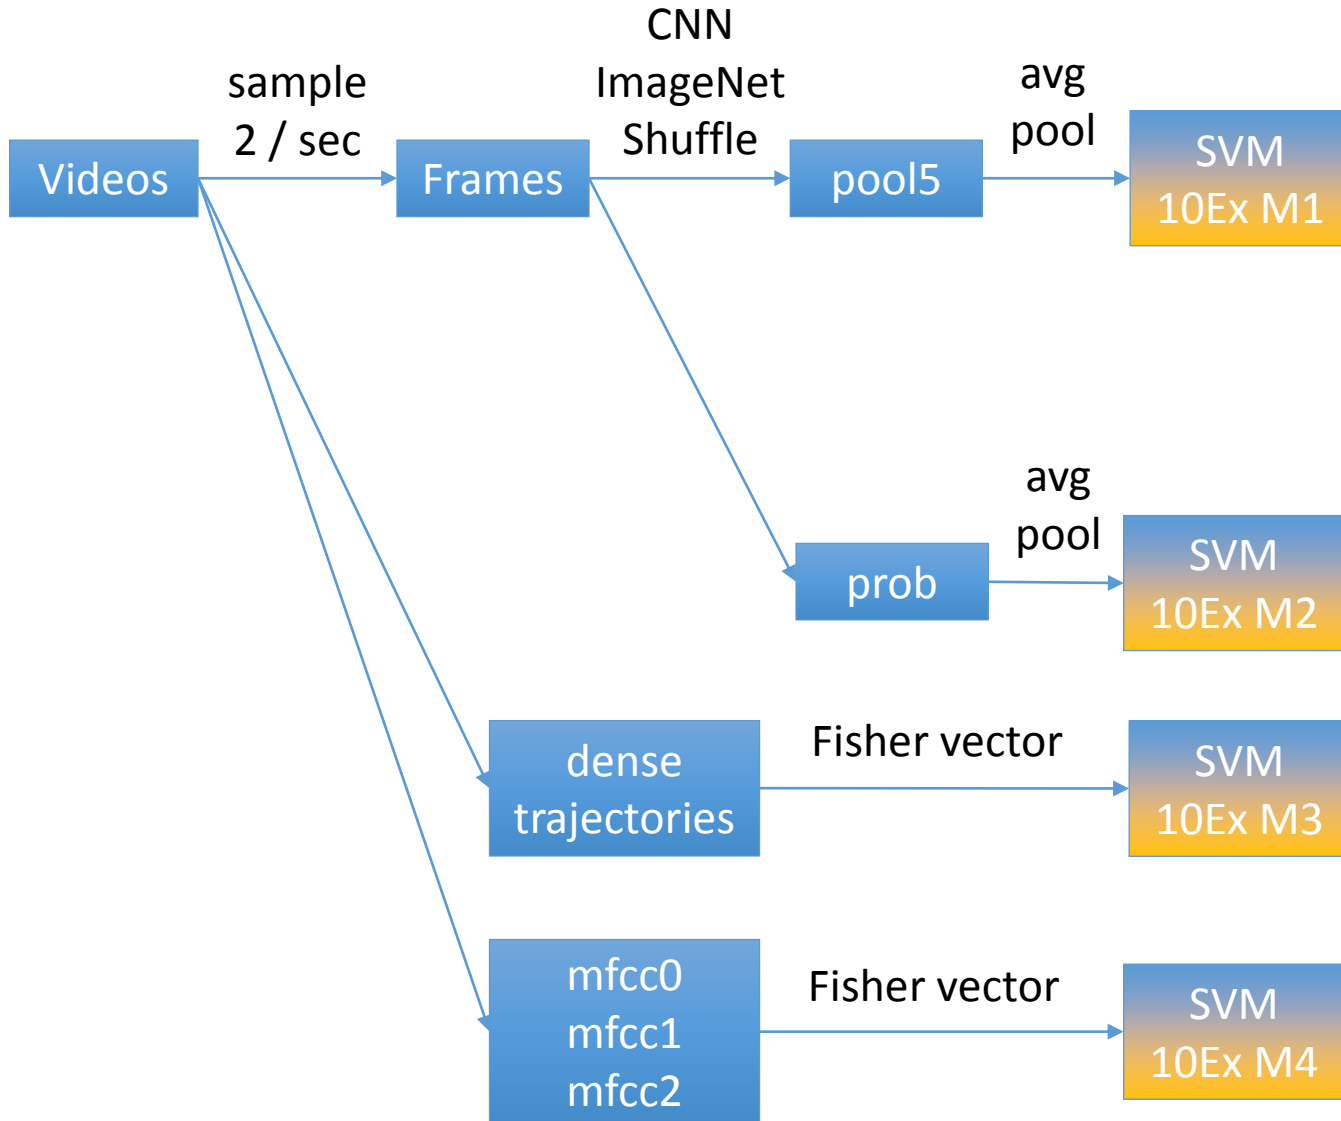 CNN
ImageNet
Shuffle
sample
2 / sec
avg
pool
Videos
Frames
pool5
SVM
10Ex M1
avg
pool
prob
SVM
10Ex M2
dense
trajectories
Fisher vector
SVM
10Ex M3
mfcc0
mfcc1
mfcc2
Fisher vector
SVM
10Ex M4